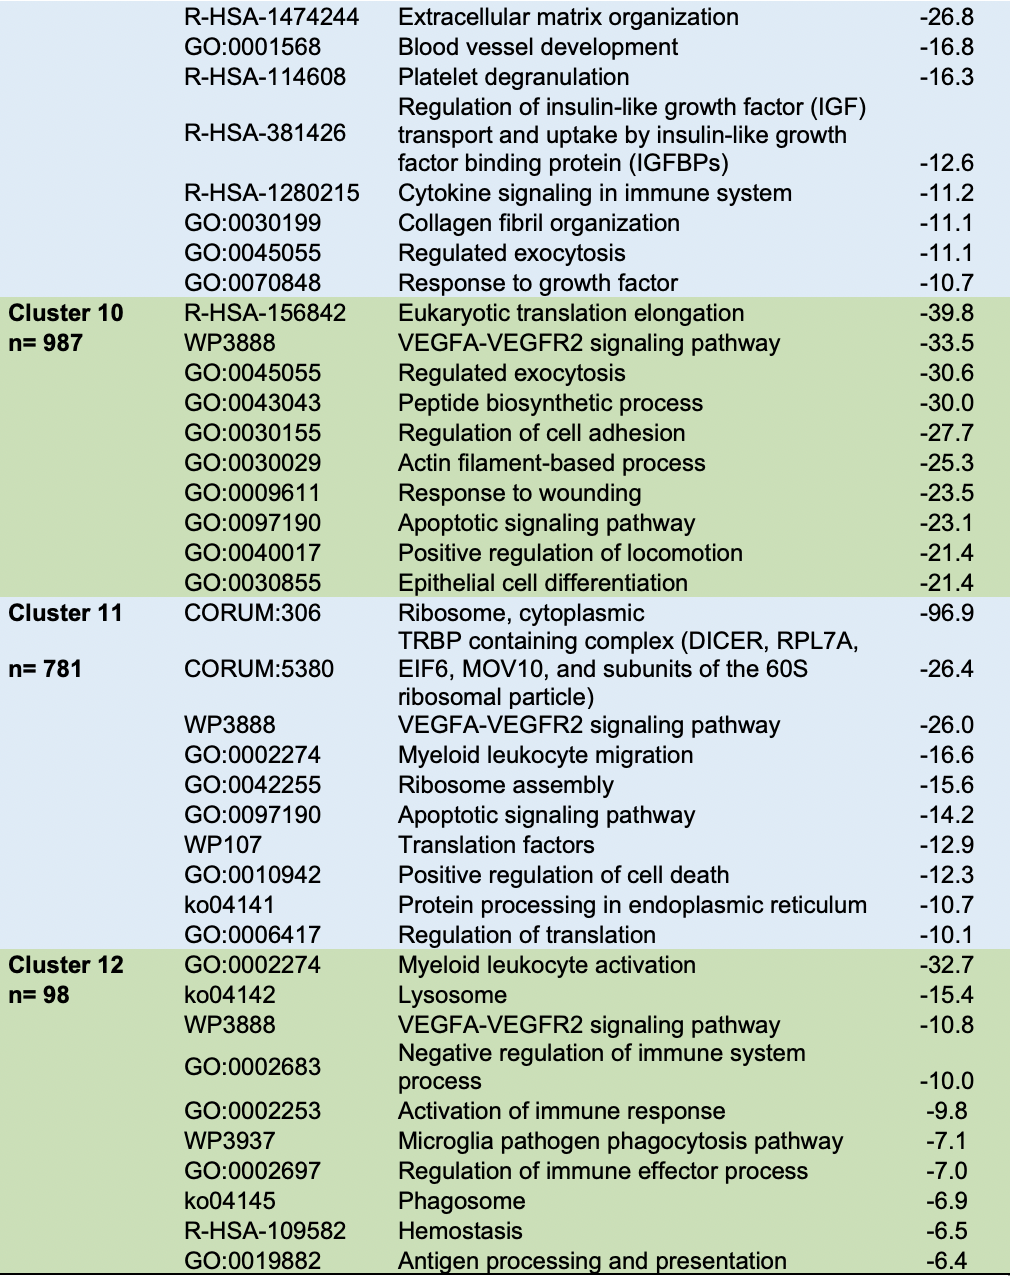 R-HSA-1474244 Extracellular matrix organization -26.8
GO:0001568 Blood vessel development -16.8
R-HSA-114608 Platelet degranulation -16.3
Regulation of insulin-like growth factor (IGF)
R-HSA-381426 transport and uptake by insulin-like growth
factor binding protein (IGFBPs) -12.6
R-HSA-1280215 Cytokine signaling in immune system -11.2
GO:0030199 Collagen fibril organization -11.1
GO:0045055 Regulated exocytosis -11.1
GO:0070848 Response to growth factor -10.7
Cluster 10 R-HSA-156842 Eukaryotic translation elongation -39.8
n= 987 WP3888 VEGFA-VEGFR2 signaling pathway -33.5
GO:0045055 Regulated exocytosis -30.6
GO:0043043 Peptide biosynthetic process -30.0
GO:0030155 Regulation of cell adhesion -27.7
GO:0030029 Actin filament-based process -25.3
GO:0009611 Response to wounding -23.5
GO:0097190 Apoptotic signaling pathway -23.1
GO:0040017 Positive regulation of locomotion -21.4
GO:0030855 Epithelial cell differentiation -21.4
Cluster 11 CORUM:306 Ribosome, cytoplasmic -96.9
TRBP containing complex (DICER, RPL7A,
n= 781 CORUM:5380 EIF6, MOV10, and subunits of the 60S -26.4
ribosomal particle)
WP3888 VEGFA-VEGFR2 signaling pathway -26.0
GO:0002274 Myeloid leukocyte migration -16.6
GO:0042255 Ribosome assembly -15.6
GO:0097190 Apoptotic signaling pathway -14.2
WP107 Translation factors -12.9
GO:0010942 Positive regulation of cell death -12.3
ko04141 Protein processing in endoplasmic reticulum -10.7
GO:0006417 Regulation of translation -10.1
Cluster 12 GO:0002274 Myeloid leukocyte activation -32.7
n= 98 ko04142 Lysosome -15.4
WP3888 VEGFA-VEGFR2 signaling pathway -10.8
GO:0002683 Negative regulation of immune system
process -10.0
GO:0002253 Activation of immune response -9.8
WP3937 Microglia pathogen phagocytosis pathway -7.1
GO:0002697 Regulation of immune effector process -7.0
ko04145 Phagosome -6.9
R-HSA-109582 Hemostasis -6.5
GO:0019882 Antigen processing and presentation -6.4